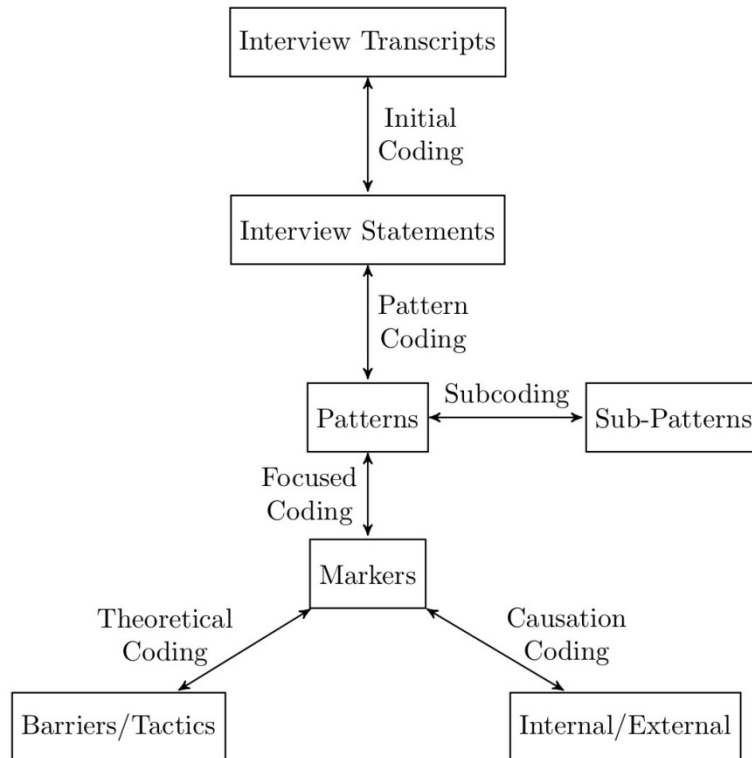 Interview Transcripts
Initial
Coding
Interview Statements
Pattern
Coding
Subcoding
Patterns
Sub-Patterns
Focused
Coding
Markers
Theoretical
Coding
Causation
Coding
Barriers/Tactics
Internal/External